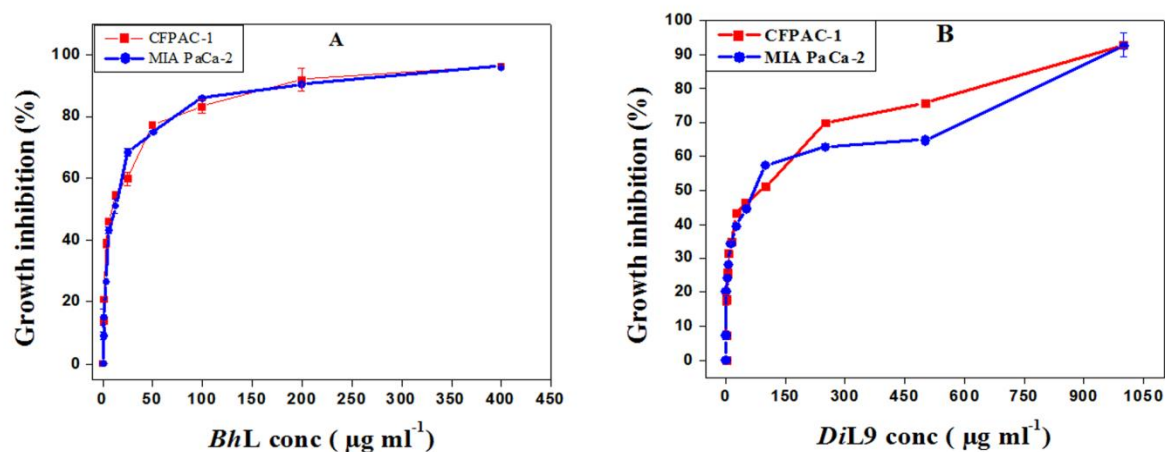 A
CFPAC-1
MIA PaCa-2
Growth inhibition (%)
100
80
60
40
20
0
0 50 100 150 200 250 300 350 400 450
BhL conc ( µg ml-1
B
CFPAC-1
MIA PaCa-2
Growth inhibition (%)
100
90
80
70
60
50
40
30
20
10
0
0 150 300 450 600 750 900 1050
DiL9 conc ( µg ml-1)